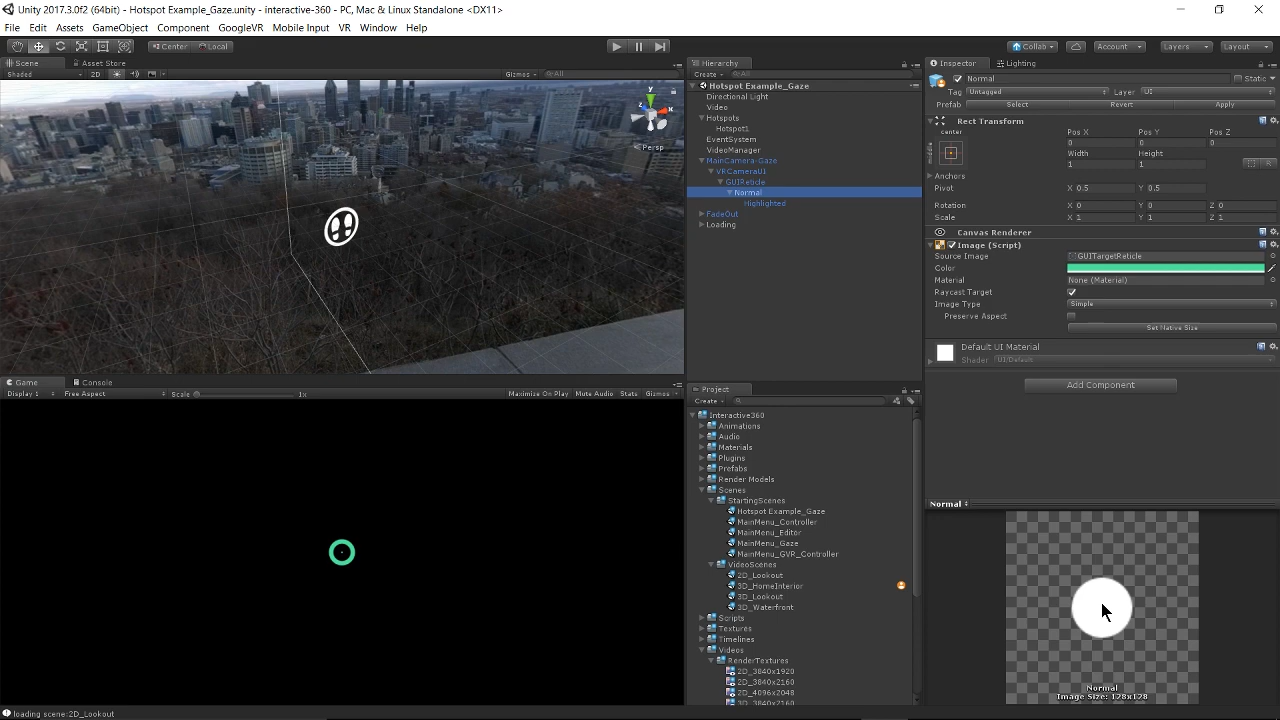 Unity 2017.3.0f2 (64bit) - Hotspot Example_Gaze.unity - interactive-360 - PC, Mac & Linux Standalone <DX11>
File Edit Assets GameObject Component GoogleVR Mobile Input VR Window Help
Center Local Collab Account Layers Layout
Scene Asset Store
Shaded 2D Gizmos All
y
x
Persp
Game Console
Display 1 Free Aspect Scale 1x Maximize On Play Mute Audio Stats Gizmos
Hierarchy
Create All
Hotspot Example_Gaze
Directional Light
Video
Hotspots
Hotspot1
EventSystem
VideoManager
MainCamera-Gaze
VRCameraUI
GUIReticle
Normal
Highlighted
FadeOut
Loading
Project
Create
Interactive360
Animations
Audio
Materials
Plugins
Prefabs
Render Models
Scenes
StartingScenes
Hotspot Example_Gaze
MainMenu_Controller
MainMenu_Editor
MainMenu_Gaze
MainMenu_GVR_Controller
VideoScenes
2D_Lookout
3D_HomeInterior
3D_Lookout
3D_Waterfront
Scripts
Textures
Timelines
Videos
RenderTextures
2D_3840x1920
2D_3840x2160
2D_4096x2048
3D_3840x2160
Inspector Lighting
Normal Static
Tag Untagged Layer UI
Prefab Select Revert Apply
Rect Transform
center Pos X Pos Y Pos Z
0 0 0
Width Height
1 1 R
Anchors
Pivot X 0.5 Y 0.5
Rotation X 0 Y 0 Z 0
Scale X 1 Y 1 Z 1
Canvas Renderer
Image (Script)
Source Image GUITargetReticle
Color
Material None (Material)
Raycast Target
Image Type Simple
Preserve Aspect
Set Native Size
Default UI Material
Shader UI/Default
Add Component
Normal
Normal
Image Size: 128x128
loading scene:2D_Lookout